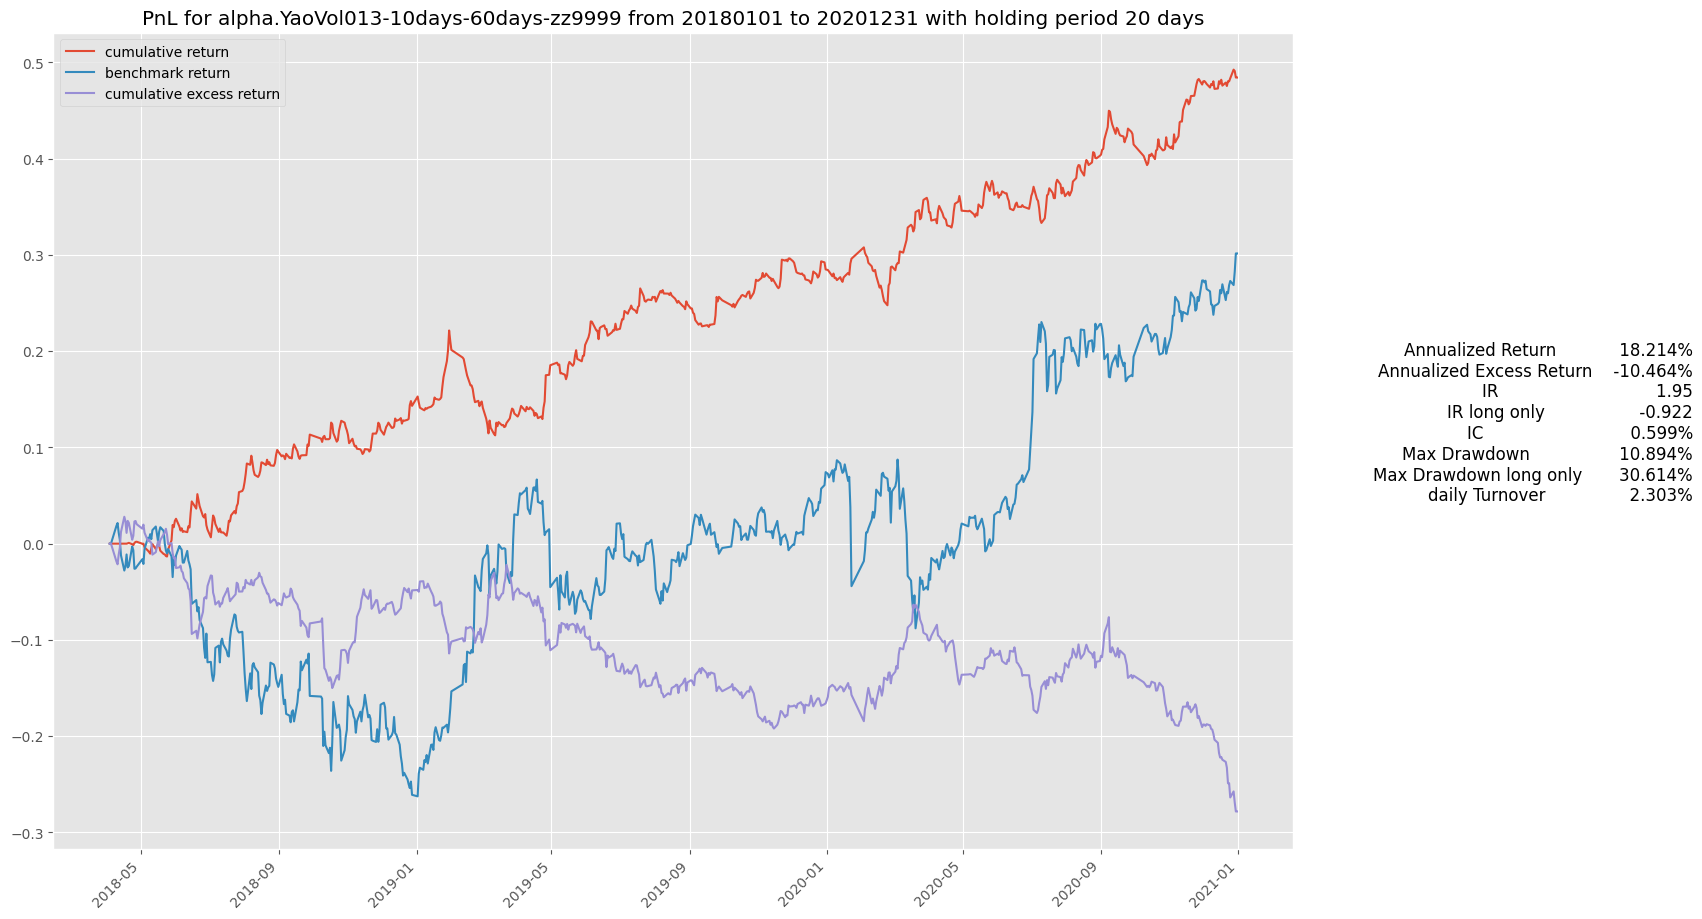 PnL for alpha.YaoVol013-10days-60days-zz9999 from 20180101 to 20201231 with holding period 20 days
cumulative return
benchmark return
cumulative excess return
0.5
0.4
0.3
0.2
0.1
0.0
−0.1
−0.2
−0.3
2018-05
2018-09
2019-01
2019-05
2019-09
2020-01
2020-05
2020-09
2021-01
Annualized Return 18.214%
Annualized Excess Return -10.464%
IR 1.95
IR long only -0.922
IC 0.599%
Max Drawdown 10.894%
Max Drawdown long only 30.614%
daily Turnover 2.303%